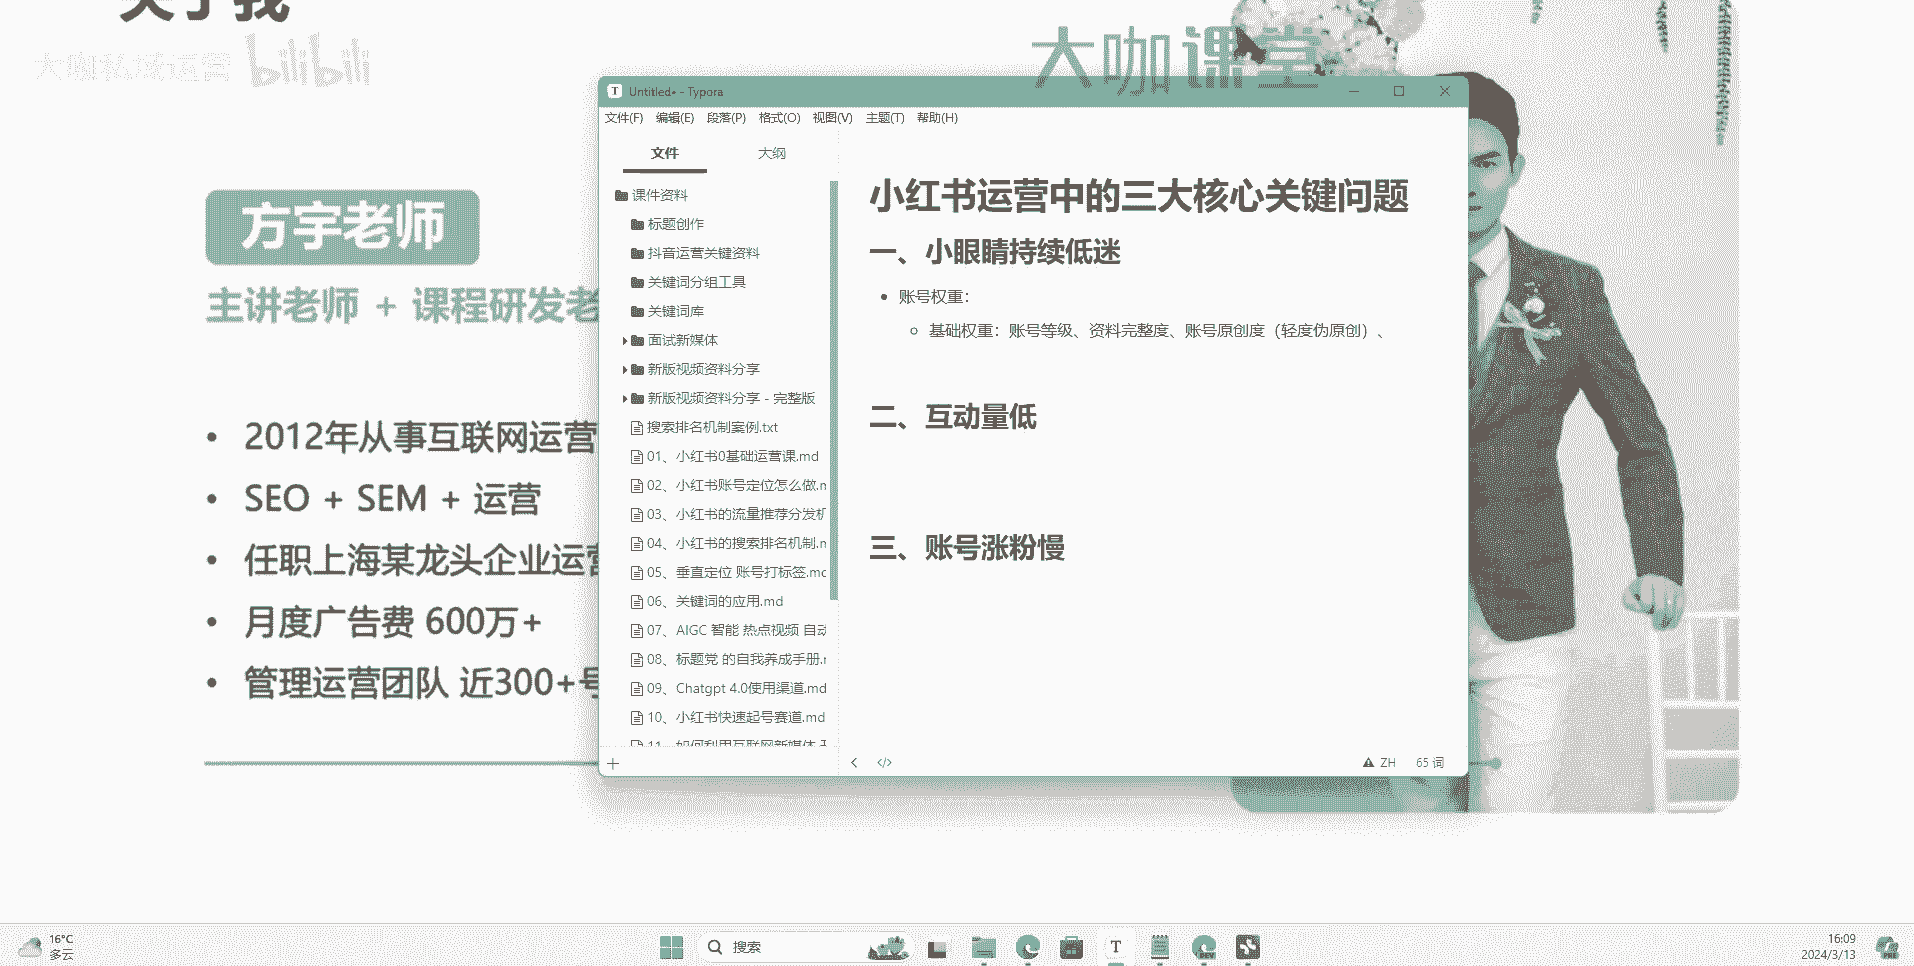 关于我
大咖私域运营 bilibili
大咖课堂
方宇老师
主讲老师 + 课程研发老
2012年从事互联网运营
SEO + SEM + 运营
任职上海某龙头企业运营
月度广告费 600万+
管理运营团队 近300+号
Untitled• - Typora
文件(F) 编辑(E) 段落(P) 格式(O) 视图(V) 主题(T) 帮助(H)
文件 大纲
课件资料
标题创作
抖音运营关键资料
关键词分组工具
关键词库
面试新媒体
新版视频资料分享
新版视频资料分享 - 完整版
搜索排名机制案例.txt
01、小红书0基础运营课.md
02、小红书账号定位怎么做.m
03、小红书的流量推荐分发机
04、小红书的搜索排名机制.m
05、垂直定位 账号打标签.md
06、关键词的应用.md
07、AIGC 智能 热点视频 自动
08、标题党 的自我养成手册.m
09、Chatgpt 4.0使用渠道.md
10、小红书快速起号赛道.md
11、如何利用互联网新媒体
小红书运营中的三大核心关键问题
一、小眼睛持续低迷
账号权重：
基础权重：账号等级、资料完整度、账号原创度（轻度伪原创）、
二、互动量低
三、账号涨粉慢
ZH 65 词
16°C
多云
搜索
16:09
2024/3/13